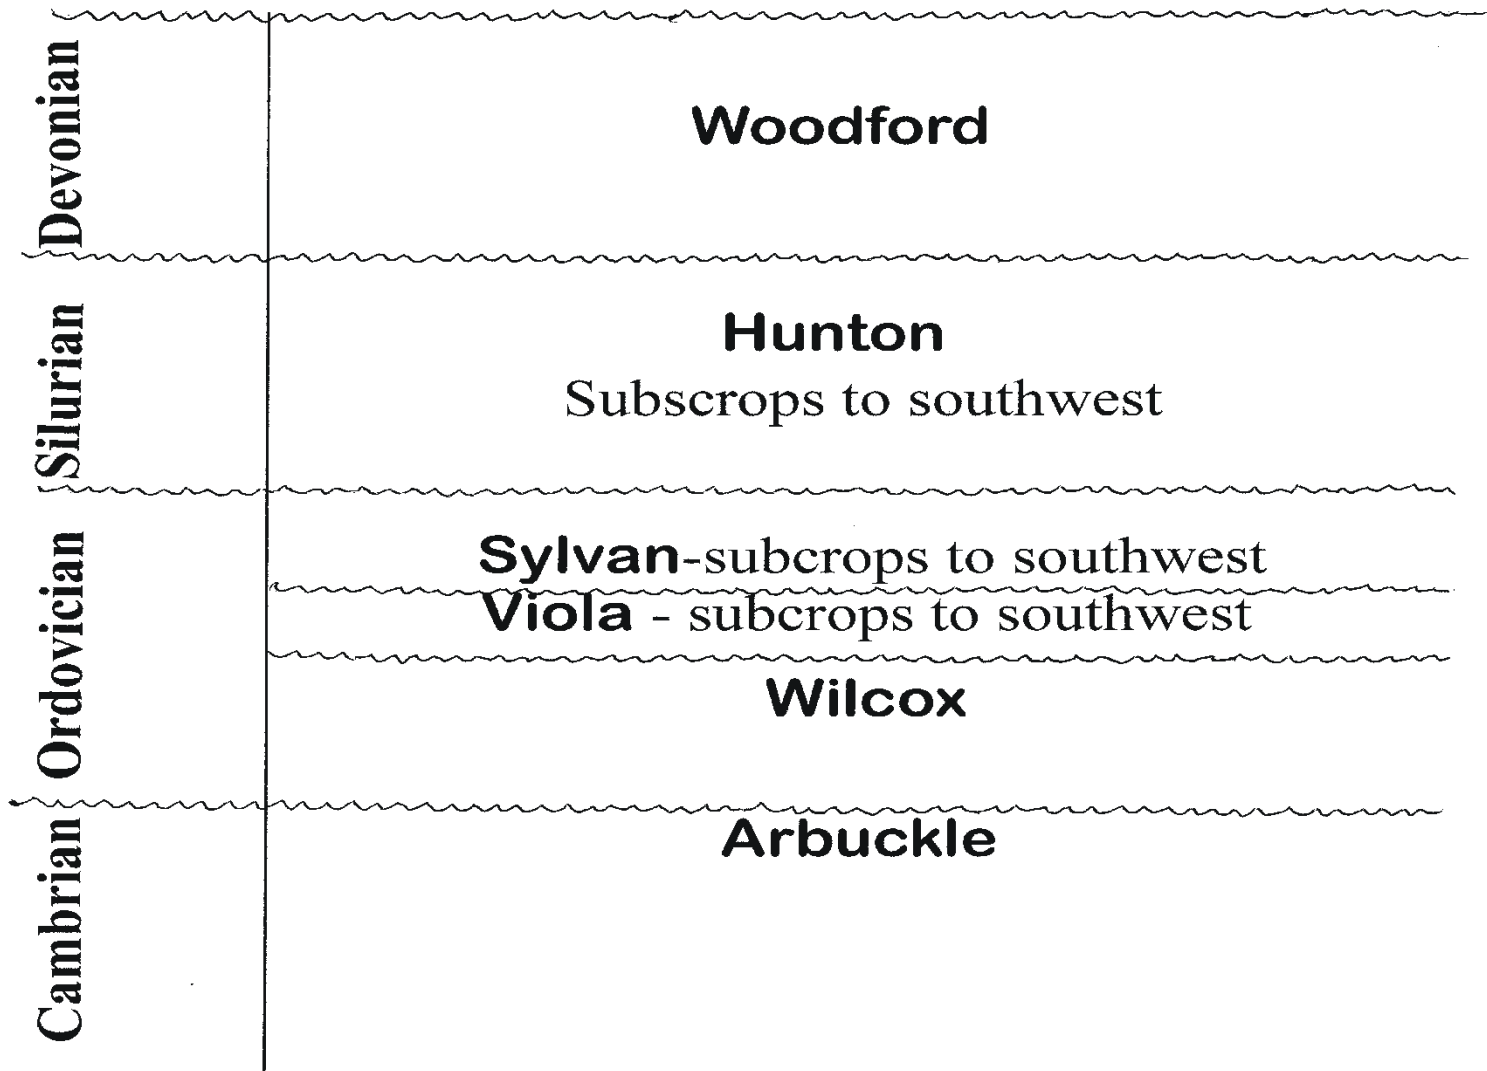 Devonian
Woodford
Silurian
Hunton
Subscrops to southwest
Ordovician
Sylvan-subcrops to southwest
Viola - subcrops to southwest
Wilcox
Cambrian
Arbuckle